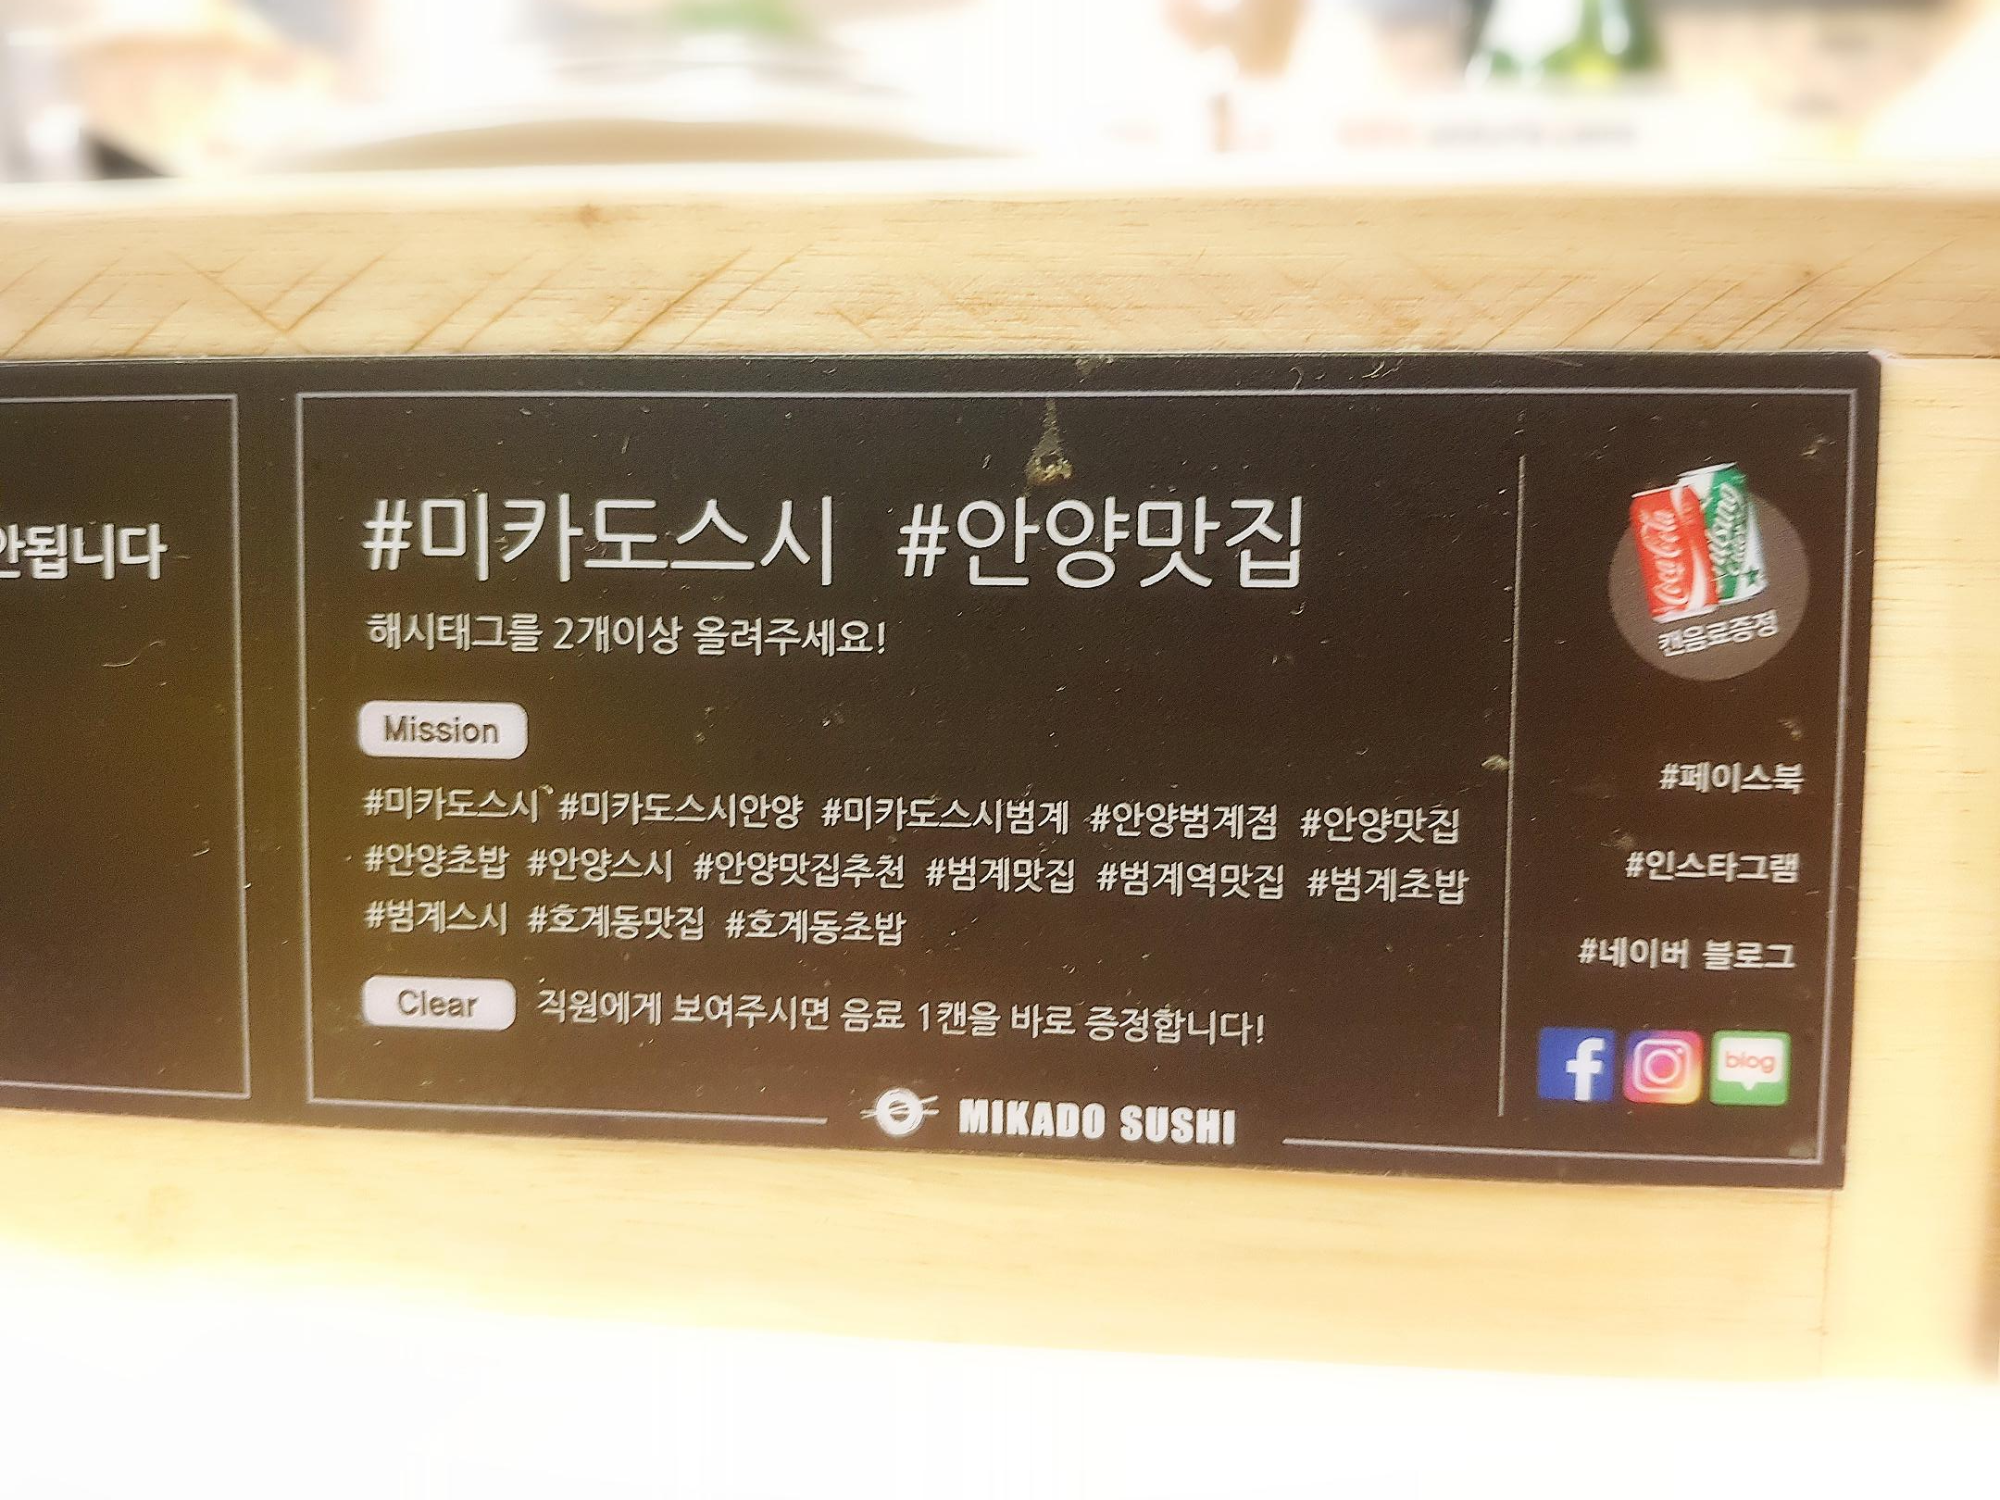 안됩니다
#미카도스시 #안양맛집
해시태그를 2개이상 올려주세요!
Mission
#미카도스시 #미카도스시안양 #미카도스시범계 #안양범계점 #안양맛집
#안양초밥 #안양스시 #안양맛집추천 #범계맛집 #범계역맛집 #범계초밥
#범계스시 #호계동맛집 #호계동초밥
Clear 직원에게 보여주시면 음료 1캔을 바로 증정합니다!
MIKADO SUSHI
Coca-Cola
캔음료증정
#페이스북
#인스타그램
#네이버 블로그
f
blog